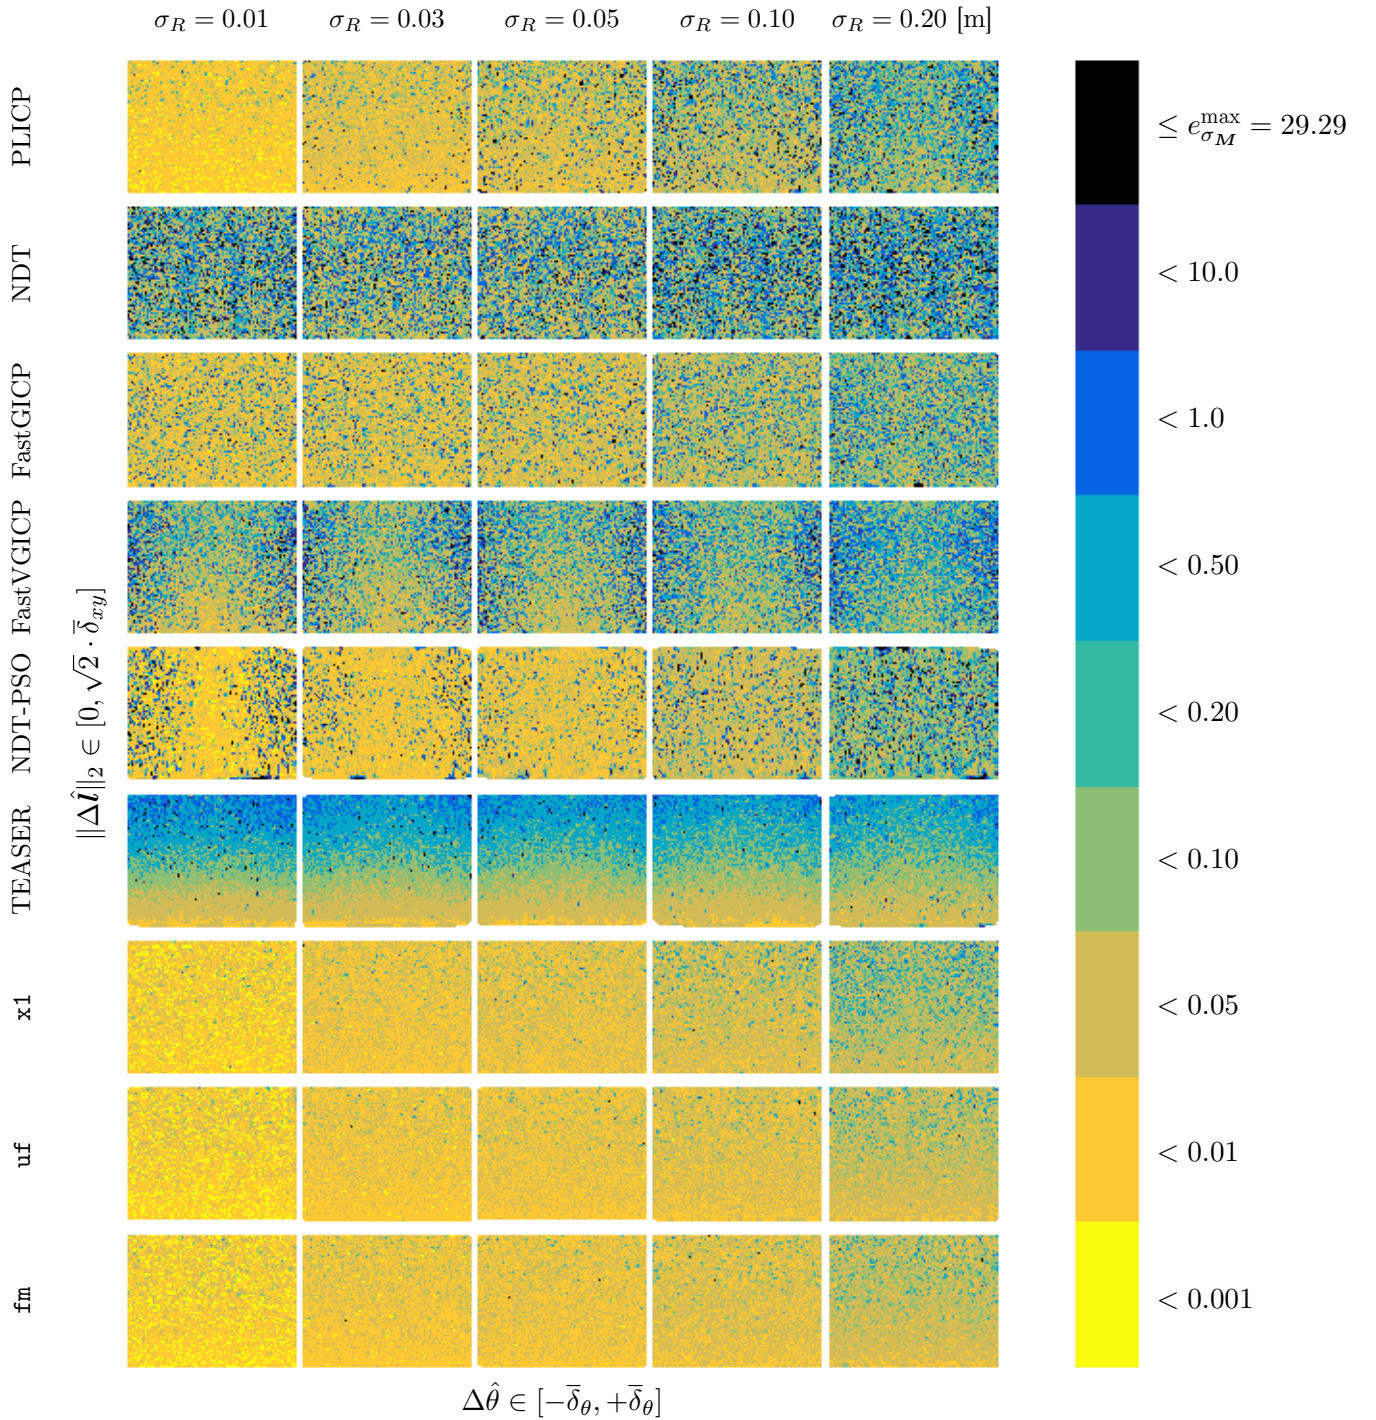 σ_R = 0.01 σ_R = 0.03 σ_R = 0.05 σ_R = 0.10 σ_R = 0.20 [m]
PLICP
NDT
FastGICP
FastVGICP
NDT-PSO
TEASER
x1
uf
fm
||Δl̂||₂ ∈ [0, √2 · δ̅_xy]
Δθ̂ ∈ [−δ̅_θ, +δ̅_θ]
≤ e^max_σ_M = 29.29
< 10.0
< 1.0
< 0.50
< 0.20
< 0.10
< 0.05
< 0.01
< 0.001